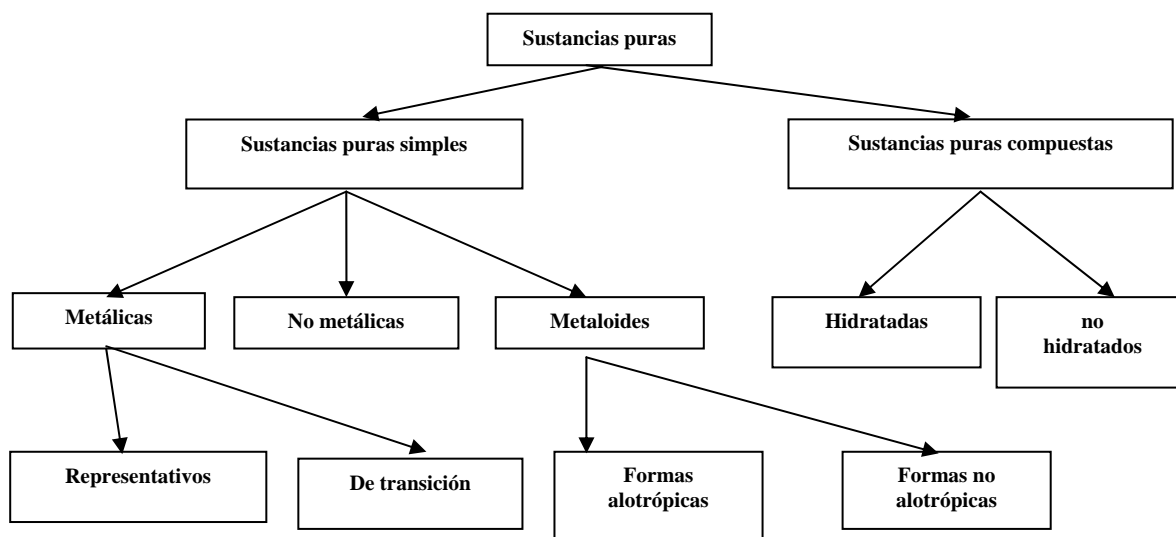 Sustancias puras
Sustancias puras simples
Sustancias puras compuestas
Metálicas
No metálicas
Metaloides
Hidratadas
no
hidratados
Representativos
De transición
Formas
alotrópicas
Formas no
alotrópicas